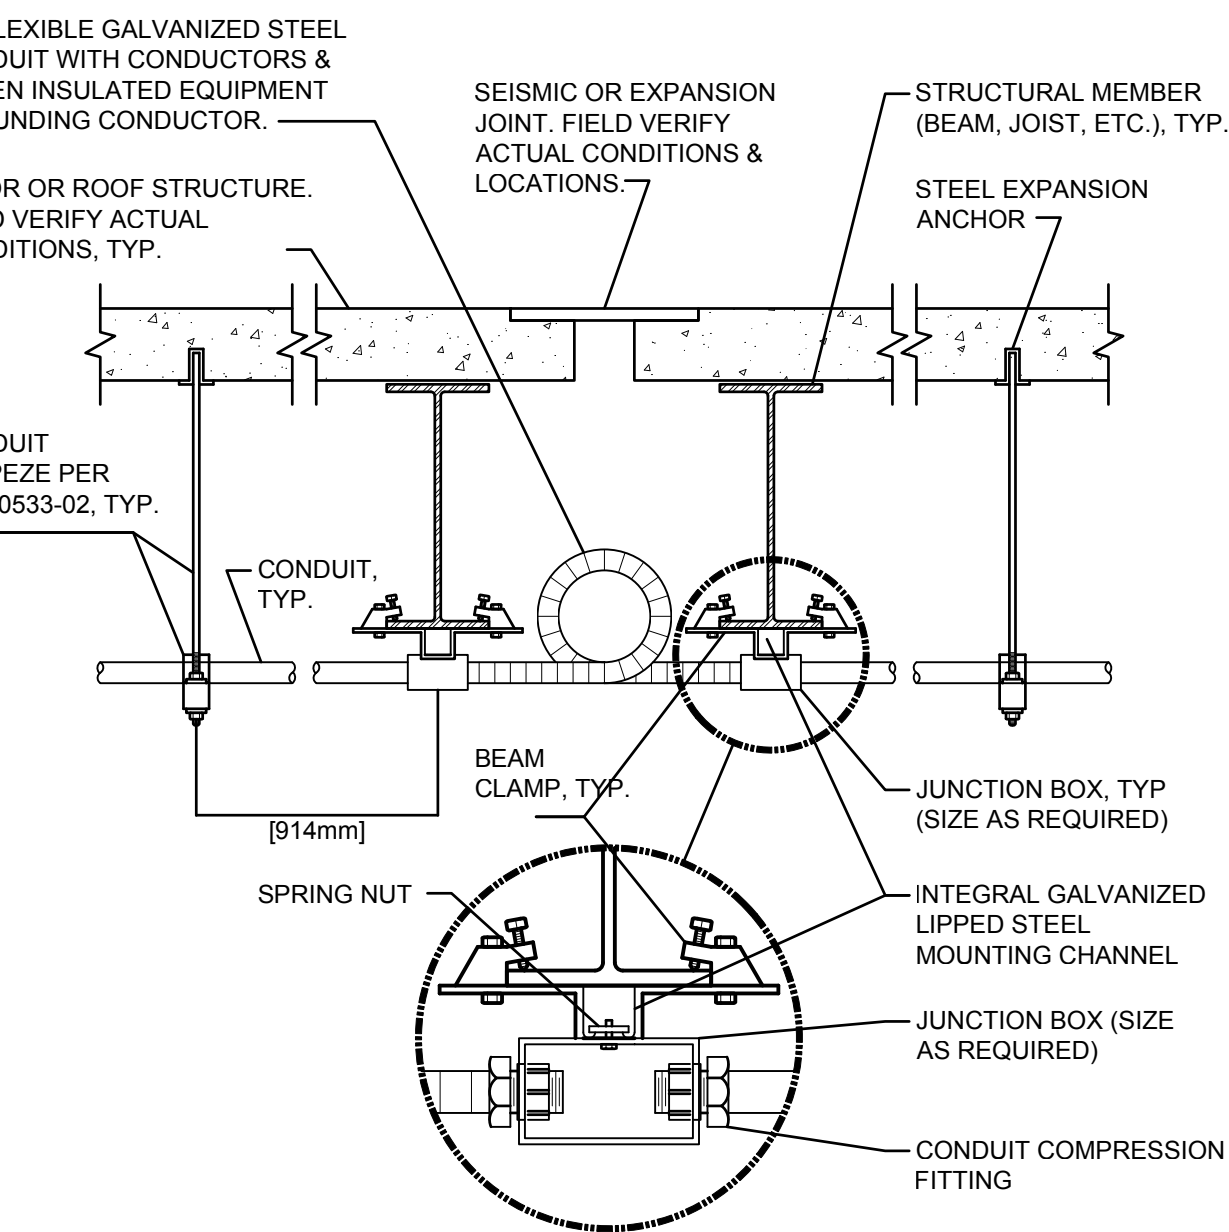 LEXIBLE GALVANIZED STEEL
DUIT WITH CONDUCTORS &
EN INSULATED EQUIPMENT
UNDING CONDUCTOR.
OR OR ROOF STRUCTURE.
D VERIFY ACTUAL
DITIONS, TYP.
SEISMIC OR EXPANSION
JOINT. FIELD VERIFY
ACTUAL CONDITIONS &
LOCATIONS.
STRUCTURAL MEMBER
(BEAM, JOIST, ETC.), TYP.
STEEL EXPANSION
ANCHOR
DUIT
PEZE PER
0533-02, TYP.
CONDUIT,
TYP.
[914mm]
BEAM
CLAMP, TYP.
JUNCTION BOX, TYP
(SIZE AS REQUIRED)
SPRING NUT
INTEGRAL GALVANIZED
LIPPED STEEL
MOUNTING CHANNEL
JUNCTION BOX (SIZE
AS REQUIRED)
CONDUIT COMPRESSION
FITTING